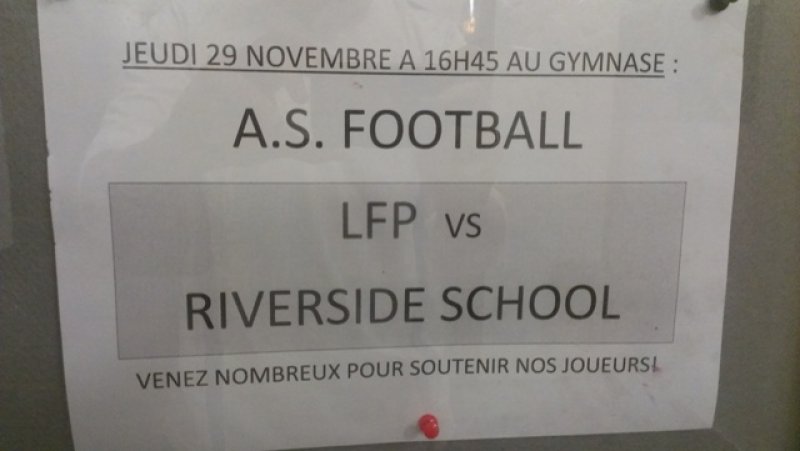 JEUDI 29 NOVEMBRE A 16H45 AU GYMNASE :
A.S. FOOTBALL
LFP vs
RIVERSIDE SCHOOL
VENEZ NOMBREUX POUR SOUTENIR NOS JOUEURS!